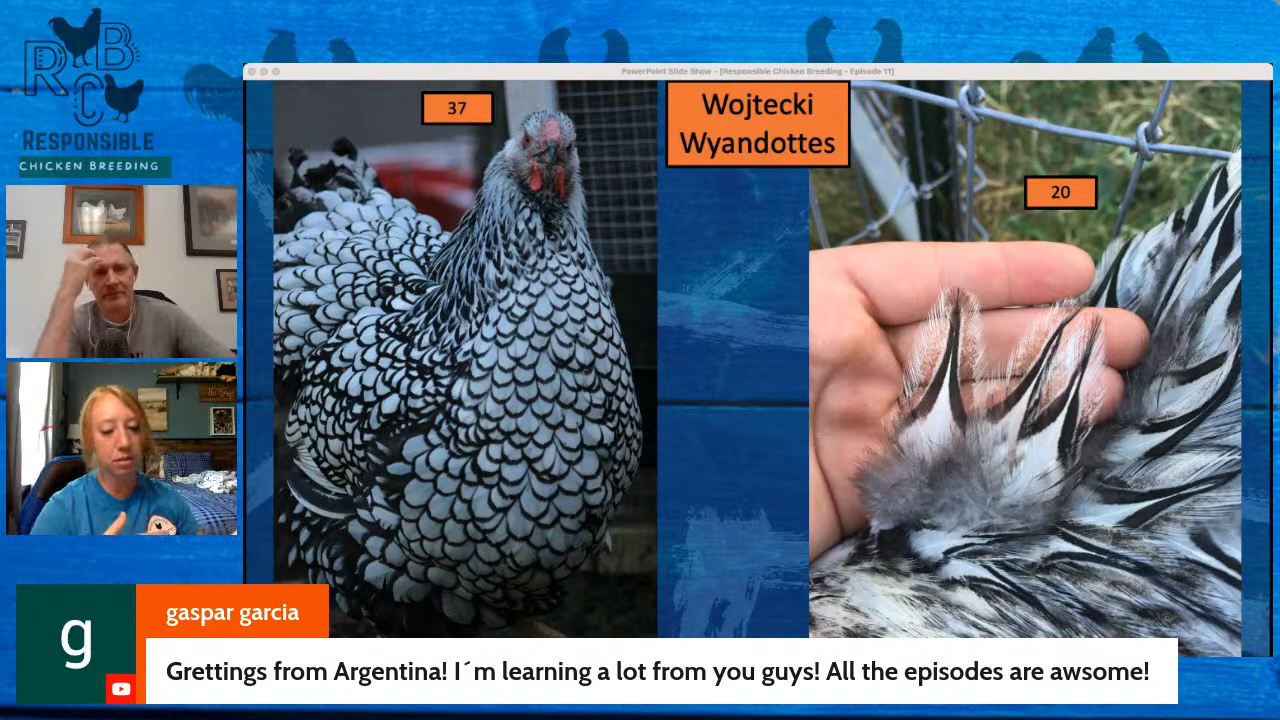 RBC
RESPONSIBLE
CHICKEN BREEDING
PowerPoint Slide Show - [Responsible Chicken Breeding - Episode 11]
37
Wojtecki
Wyandottes
20
g
gaspar garcia
Grettings from Argentina! I´m learning a lot from you guys! All the episodes are awsome!